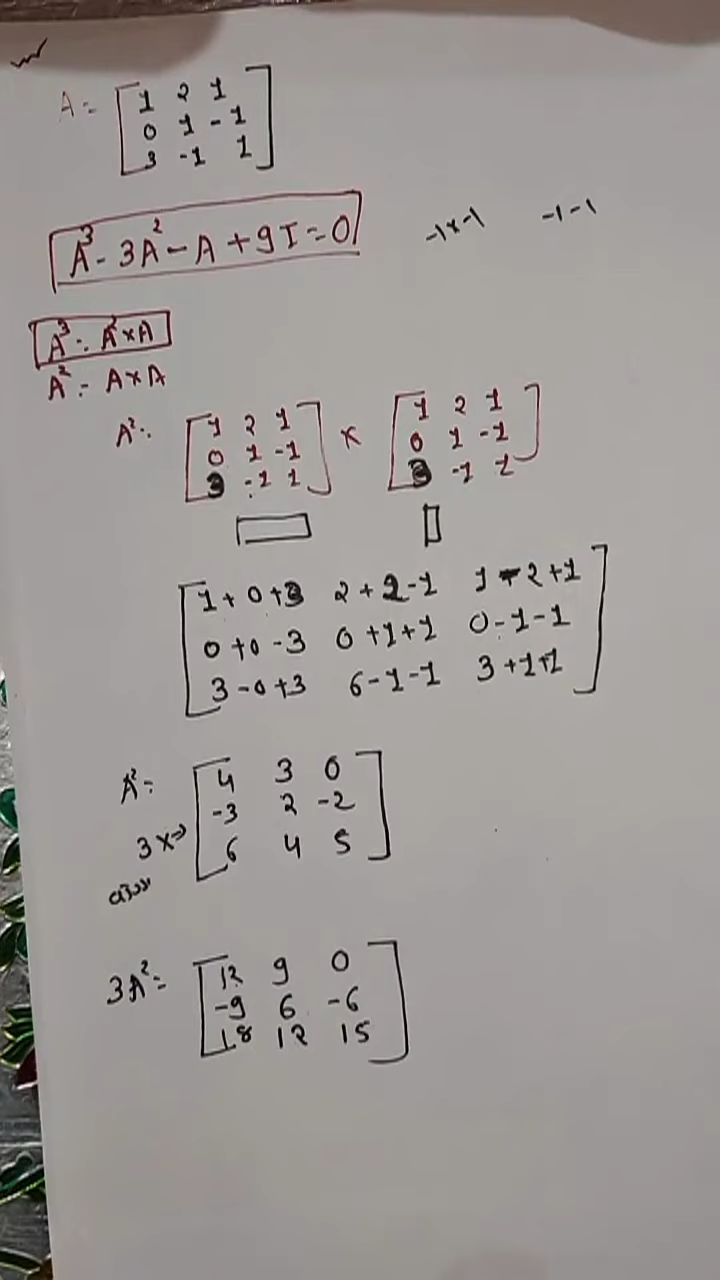 A = [ 1 2 1
0 1 -1
3 -1 1 ]
A³ - 3A² - A + 9I = 0
-1×-1 -1-1
A³ = A² × A
A² = A × A
A² = [ 1 2 1 ] × [ 1 2 1 ]
0 1 -1 0 1 -1
3 -1 1 3 -1 1
1+0+3 2+2-1 1-2+1
0+0-3 0+1+1 0-1-1
3-0+3 6-1-1 3+1+1
A² = [ 4 3 0
-3 2 -2
3×⇒ 6 4 5 ]
3A² = [ 12 9 0
-9 6 -6
18 12 15 ]